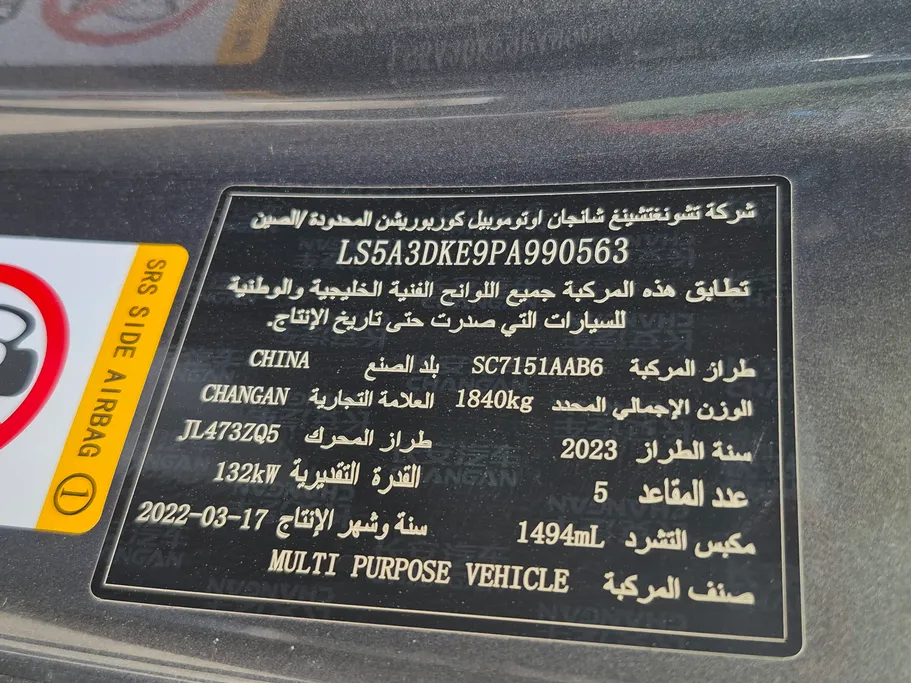 شركة تشونغتشينغ شانجان اوتوموبيل كوربوريشن المحدودة/الصين
LS5A3DKE9PA990563
تطابق هذه المركبة جميع اللوائح الفنية الخليجية والوطنية
للسيارات التي صدرت حتى تاريخ الإنتاج.
طراز المركبة SC7151AAB6 بلد الصنع CHINA
الوزن الإجمالي المحدد 1840kg العلامة التجارية CHANGAN
سنة الطراز 2023 طراز المحرك JL473ZQ5
عدد المقاعد 5 القدرة التقديرية 132kW
مكبس التشرد 1494mL سنة وشهر الإنتاج 2022-03-17
صنف المركبة MULTI PURPOSE VEHICLE
SRS SIDE AIRBAG 1